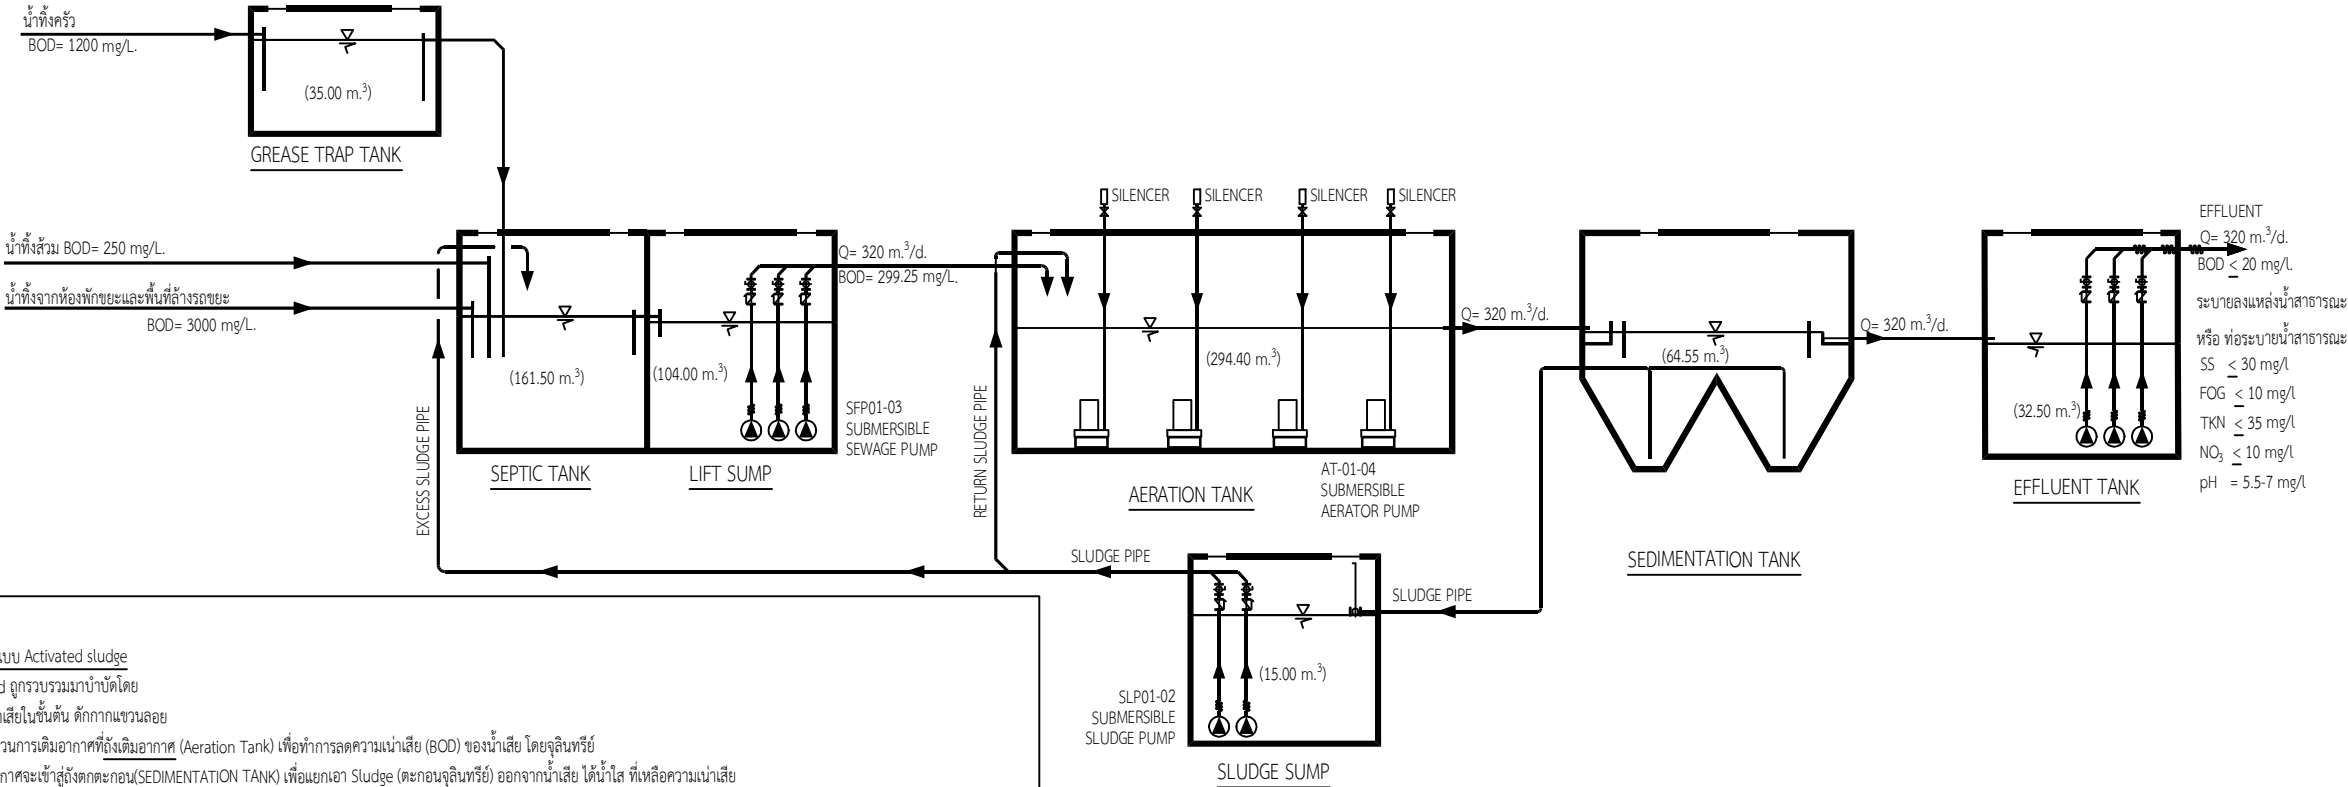 น้ำทิ้งครัว
BOD= 1200 mg/L.
(35.00 m.³)
GREASE TRAP TANK
น้ำทิ้งส้วม BOD= 250 mg/L.
น้ำทิ้งจากห้องพักขยะและพื้นที่ล้างรถขยะ
BOD= 3000 mg/L.
(161.50 m.³)
SEPTIC TANK
(104.00 m.³)
LIFT SUMP
Q= 320 m.³/d.
BOD= 299.25 mg/L.
SFP01-03
SUBMERSIBLE
SEWAGE PUMP
EXCESS SLUDGE PIPE
RETURN SLUDGE PIPE
SILENCER
SILENCER
SILENCER
SILENCER
(294.40 m.³)
AERATION TANK
AT-01-04
SUBMERSIBLE
AERATOR PUMP
Q= 320 m.³/d.
(64.55 m.³)
SEDIMENTATION TANK
Q= 320 m.³/d.
(32.50 m.³)
EFFLUENT TANK
EFFLUENT
Q= 320 m.³/d.
BOD ≤ 20 mg/L.
ระบายลงแหล่งน้ำสาธารณะ
หรือ ท่อระบายน้ำสาธารณะ
SS ≤ 30 mg/l
FOG ≤ 10 mg/l
TKN ≤ 35 mg/l
NO₃ ≤ 10 mg/l
pH = 5.5-7 mg/l
SLUDGE PIPE
SLUDGE PIPE
(15.00 m.³)
SLP01-02
SUBMERSIBLE
SLUDGE PUMP
SLUDGE SUMP
แบบ Activated sludge
d ถูกรวบรวมมาบำบัดโดย
เสียในชั้นต้น ดักกากแขวนลอย
วนการเติมอากาศที่ถังเติมอากาศ (Aeration Tank) เพื่อทำการลดความเน่าเสีย (BOD) ของน้ำเสีย โดยจุลินทรีย์
กาศจะเข้าสู่ถังตกตะกอน(SEDIMENTATION TANK) เพื่อแยกเอา Sludge (ตะกอนจุลินทรีย์) ออกจากน้ำเสีย ได้น้ำใส ที่เหลือความเน่าเสีย